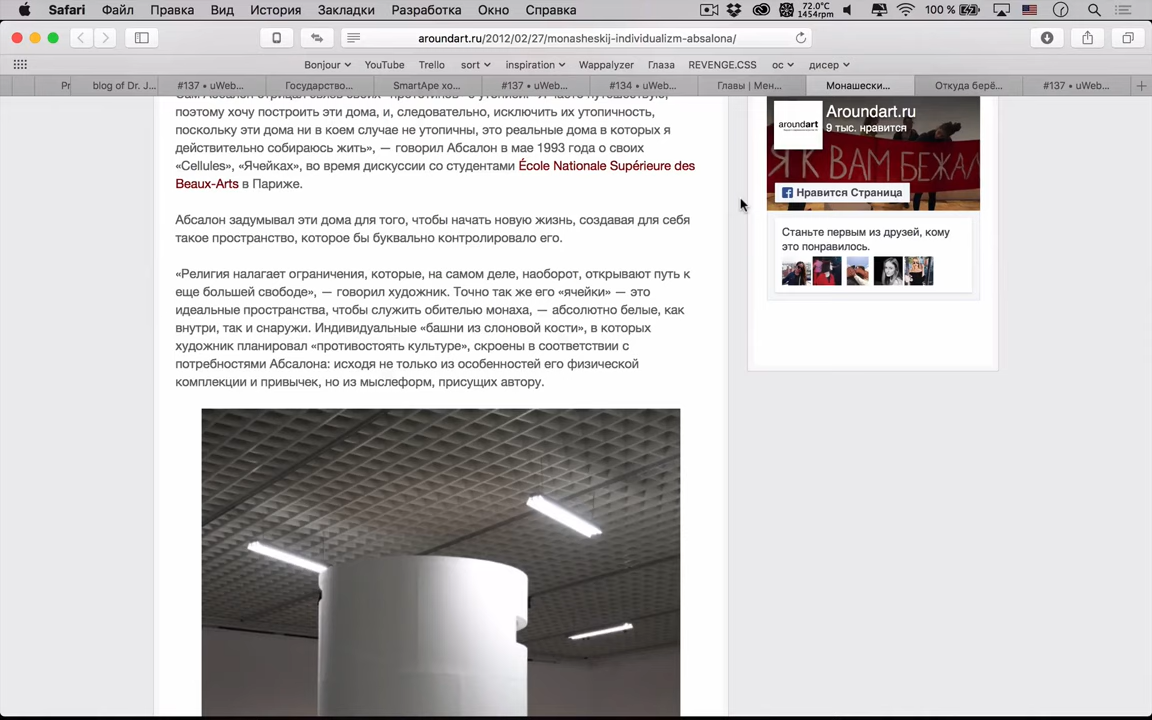 Safari Файл Правка Вид История Закладки Разработка Окно Справка 72.0°C 1454rpm 100 %
aroundart.ru/2012/02/27/monasheskij-individualizm-absalona/
Bonjour YouTube Trello sort inspiration Wappalyzer Глаза REVENGE.CSS ос дисер
blog of Dr. J... #137 • uWeb... Государство... SmartApe хо... #137 • uWeb... #134 • uWeb... Главы | Мен... Монашески... Откуда берё... #137 • uWeb...
поэтому хочу построить эти дома, и, следовательно, исключить их утопичность,
поскольку эти дома ни в коем случае не утопичны, это реальные дома в которых я
действительно собираюсь жить», — говорил Абсалон в мае 1993 года о своих
«Cellules», «Ячейках», во время дискуссии со студентами École Nationale Supérieure des
Beaux-Arts в Париже.
Абсалон задумывал эти дома для того, чтобы начать новую жизнь, создавая для себя
такое пространство, которое бы буквально контролировало его.
«Религия налагает ограничения, которые, на самом деле, наоборот, открывают путь к
еще большей свободе», — говорил художник. Точно так же его «ячейки» — это
идеальные пространства, чтобы служить обителью монаха, — абсолютно белые, как
внутри, так и снаружи. Индивидуальные «башни из слоновой кости», в которых
художник планировал «противостоять культуре», скроены в соответствии с
потребностями Абсалона: исходя не только из особенностей его физической
комплекции и привычек, но из мыслеформ, присущих автору.
aroundart
Aroundart.ru
9 тыс. нравится
Я К ВАМ БЕЖАЛ
Нравится Страница
Станьте первым из друзей, кому
это понравилось.